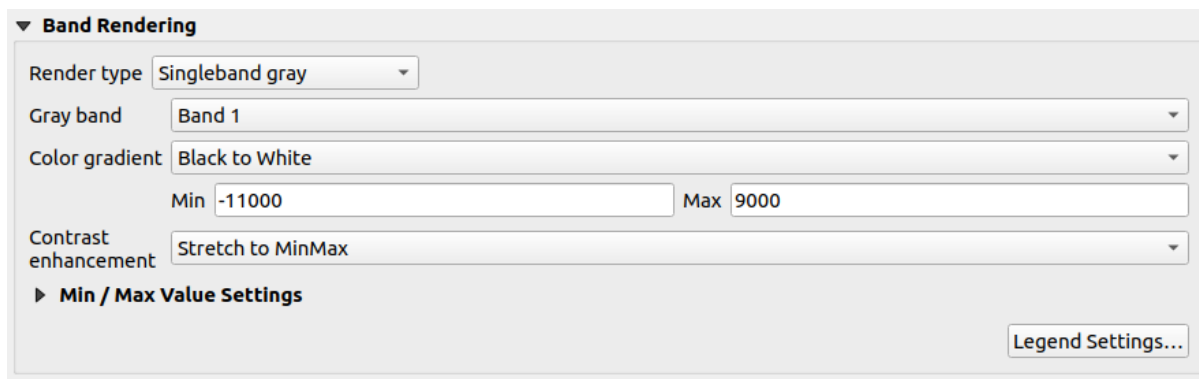 Band Rendering
Render type Singleband gray
Gray band Band 1
Color gradient Black to White
Min -11000 Max 9000
Contrast
enhancement Stretch to MinMax
Min / Max Value Settings
Legend Settings...